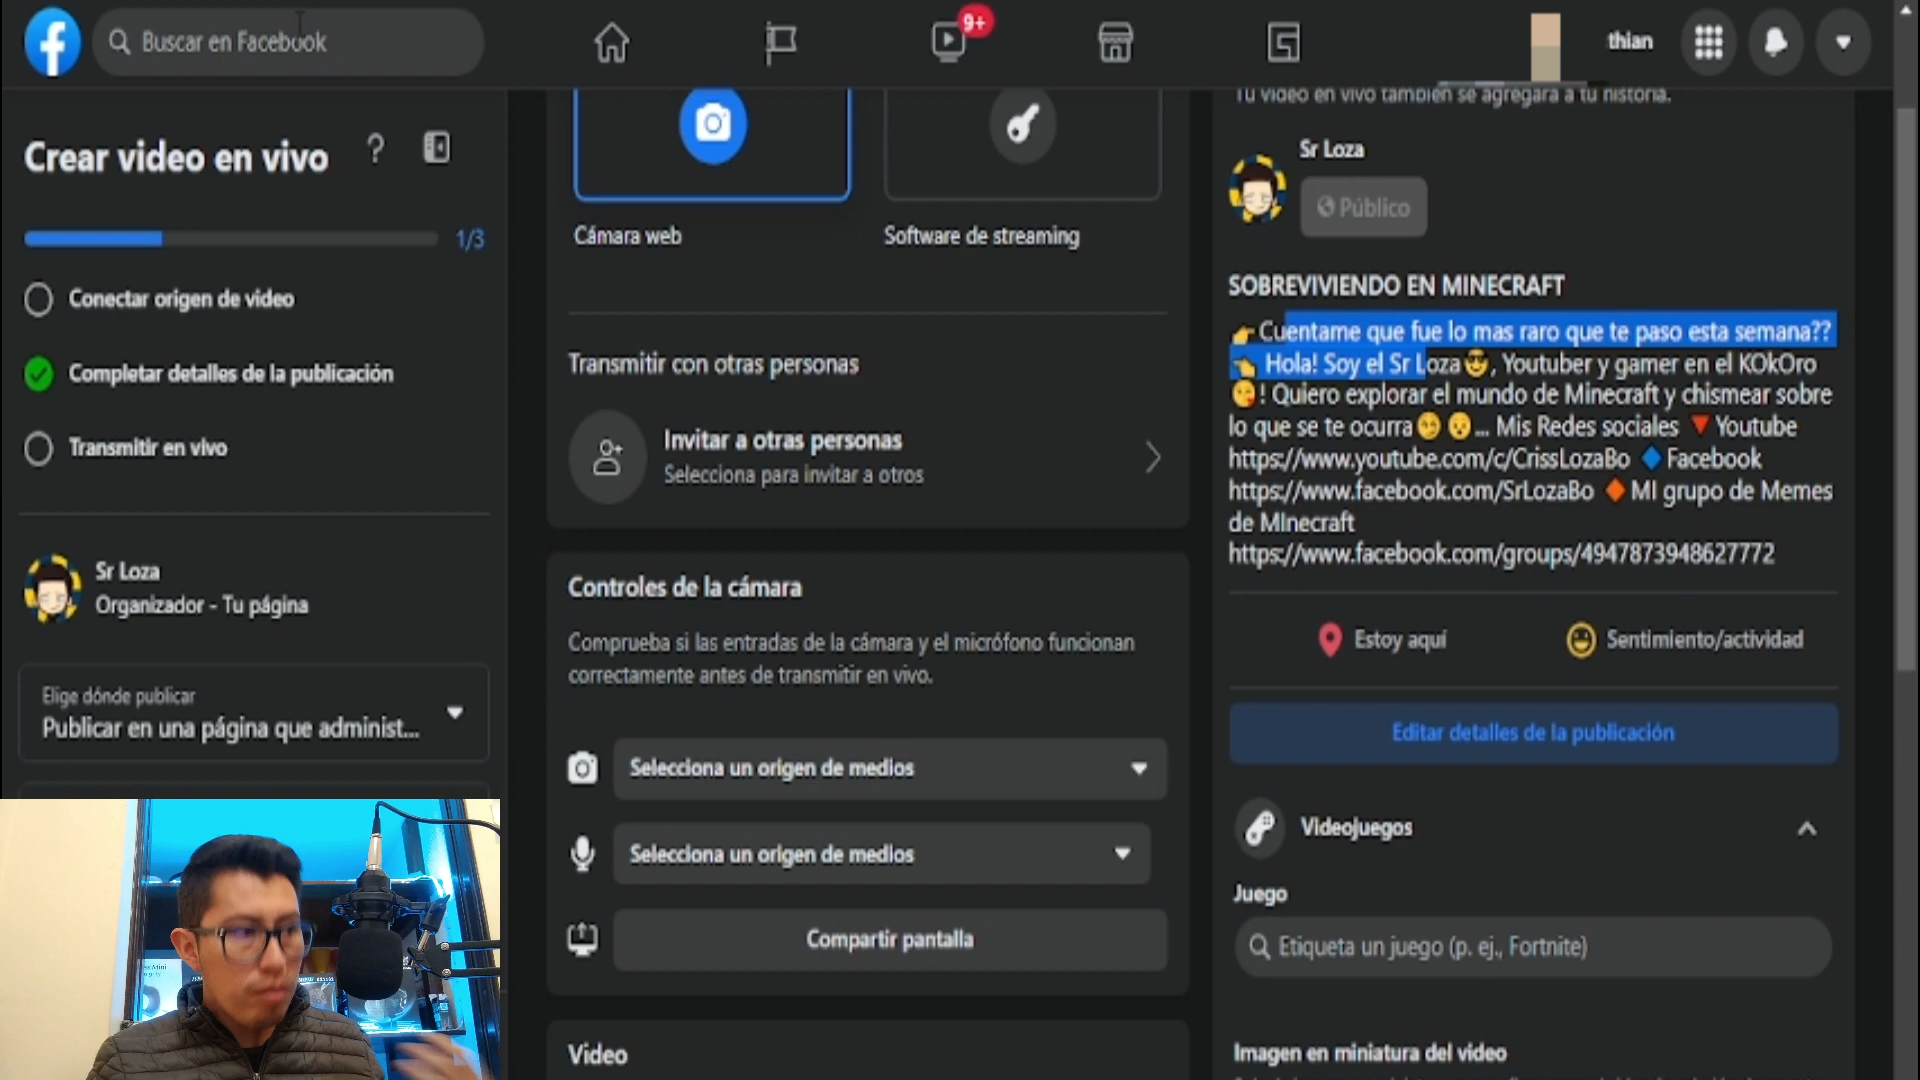 Buscar en Facebook
9+
thian
Crear video en vivo
?
1/3
Conectar origen de video
Completar detalles de la publicación
Transmitir en vivo
Sr Loza
Organizador - Tu página
Elige dónde publicar
Publicar en una página que administ...
Cámara web
Software de streaming
Transmitir con otras personas
Invitar a otras personas
Selecciona para invitar a otros
Controles de la cámara
Comprueba si las entradas de la cámara y el micrófono funcionan
correctamente antes de transmitir en vivo.
Selecciona un origen de medios
Selecciona un origen de medios
Compartir pantalla
Video
Tu video en vivo también se agregará a tu historia.
Sr Loza
Público
SOBREVIVIENDO EN MINECRAFT
👉 Cuentame que fue lo mas raro que te paso esta semana??
👈 Hola! Soy el Sr Loza😎, Youtuber y gamer en el KOkOro
😘! Quiero explorar el mundo de Minecraft y chismear sobre
lo que se te ocurra🤨😯... Mis Redes sociales 🔻Youtube
https://www.youtube.com/c/CrissLozaBo 🔷Facebook
https://www.facebook.com/SrLozaBo 🔶MI grupo de Memes
de MInecraft
https://www.facebook.com/groups/4947873948627772
Estoy aquí
Sentimiento/actividad
Editar detalles de la publicación
Videojuegos
Juego
Etiqueta un juego (p. ej., Fortnite)
Imagen en miniatura del video